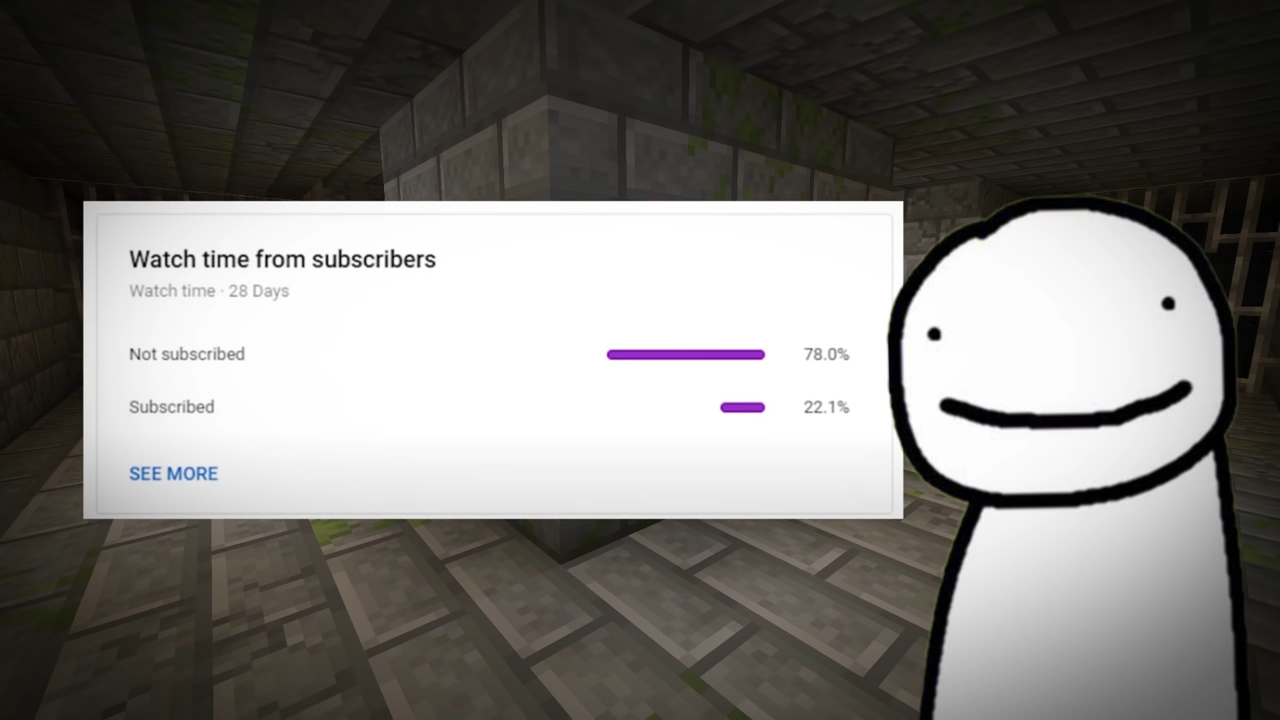 Watch time from subscribers
Watch time · 28 Days
Not subscribed 78.0%
Subscribed 22.1%
SEE MORE